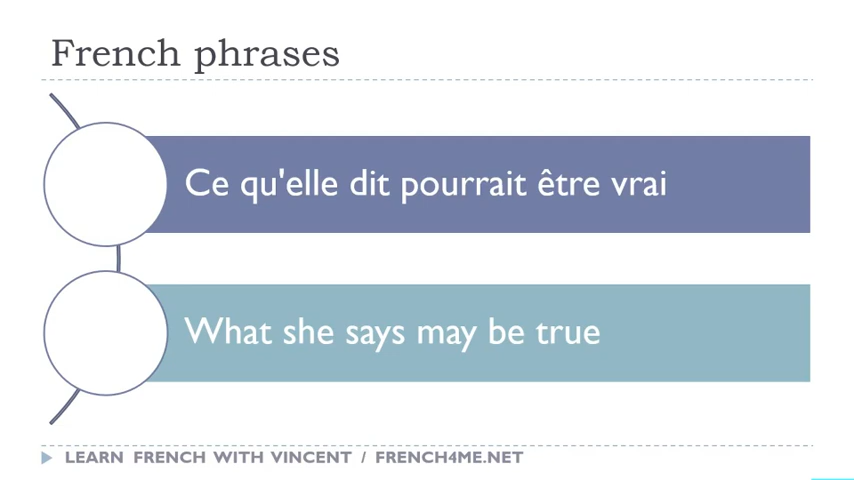 French phrases
Ce qu'elle dit pourrait être vrai
What she says may be true
LEARN FRENCH WITH VINCENT / FRENCH4ME.NET